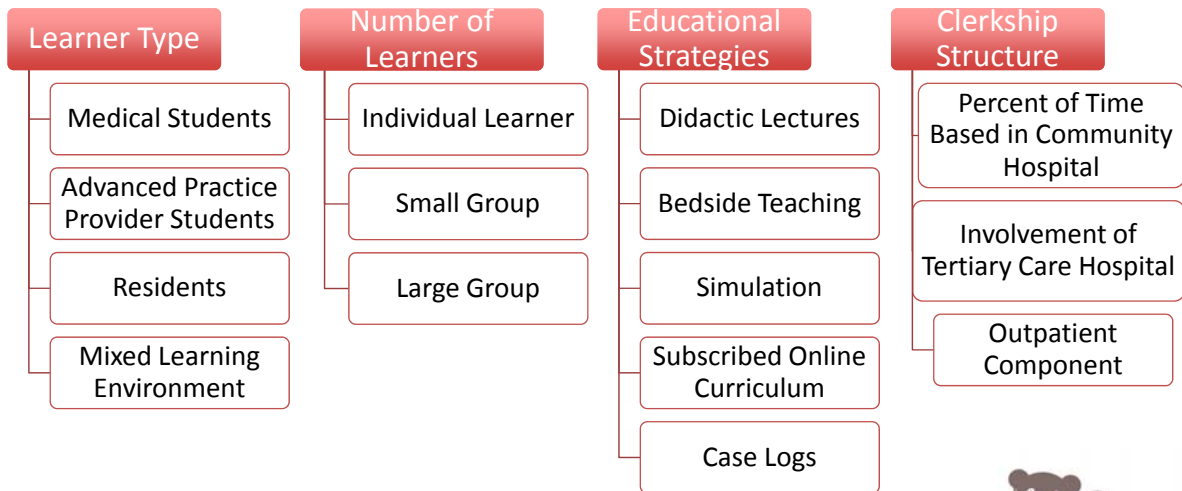 Learner Type
Medical Students
Advanced Practice
Provider Students
Residents
Mixed Learning
Environment
Number of
Learners
Individual Learner
Small Group
Large Group
Educational
Strategies
Didactic Lectures
Bedside Teaching
Simulation
Subscribed Online
Curriculum
Case Logs
Clerkship
Structure
Percent of Time
Based in Community
Hospital
Involvement of
Tertiary Care Hospital
Outpatient
Component